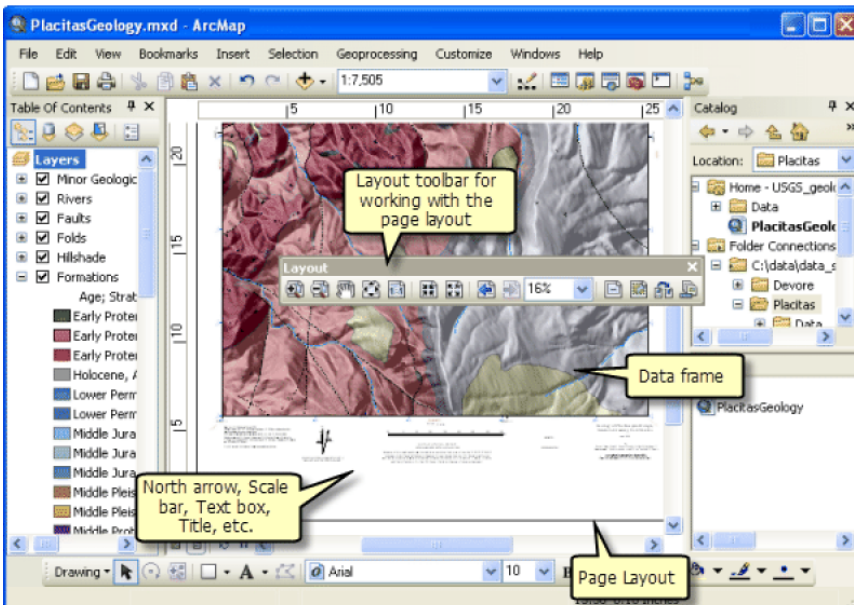 PlacitasGeology.mxd - ArcMap
File Edit View Bookmarks Insert Selection Geoprocessing Customize Windows Help
1:7,505
Table Of Contents
Layers
Minor Geologic
Rivers
Faults
Folds
Hillshade
Formations
Age; Strat
Early Proter
Early Proter
Early Proter
Holocene, A
Lower Perm
Lower Perm
Middle Jura
Middle Jura
Middle Jura
Middle Pleis
Middle Pleis
Middle Prot
5 10 15 20 25
20
15
10
5
Layout toolbar for
working with the
page layout
Layout
16%
Data frame
North arrow, Scale
bar, Text box,
Title, etc.
Page Layout
Catalog
Location: Placitas
Home - USGS_geolo
Data
PlacitasGeolo
Folder Connections
C:\data\data_s
Devore
Placitas
Data
PlacitasGeology
Drawing
A
Arial
10
B